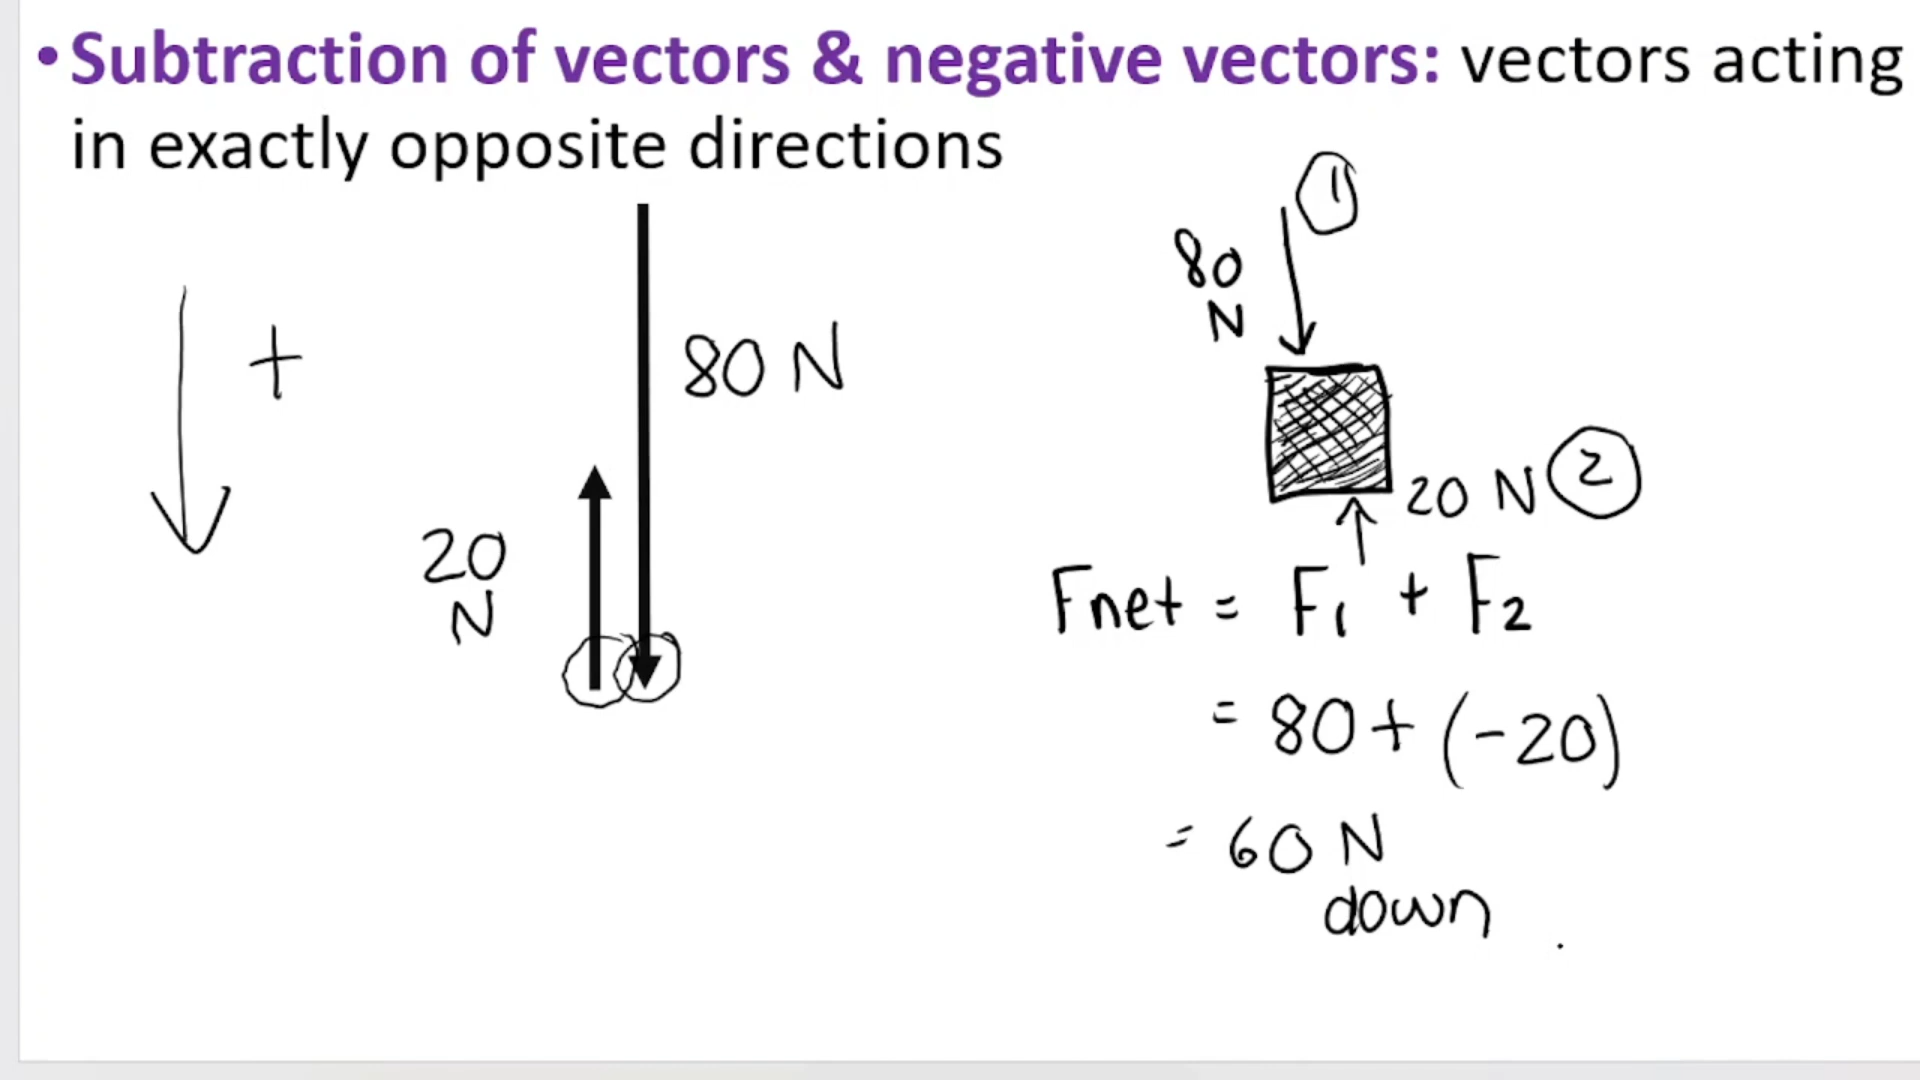 •Subtraction of vectors & negative vectors: vectors acting
in exactly opposite directions
+
80 N
20
N
1
80
N
20 N 2
Fnet = F1 + F2
= 80 + (-20)
= 60 N
down